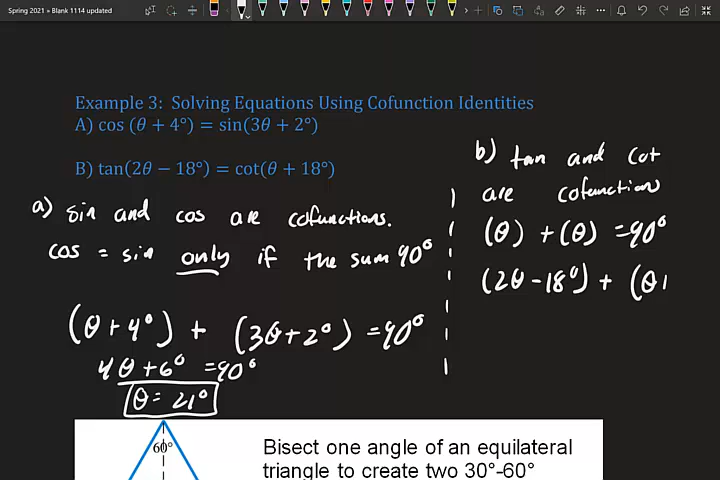 Spring 2021 » Blank 1114 updated
Example 3: Solving Equations Using Cofunction Identities
A) cos (θ + 4°) = sin(3θ + 2°)
B) tan(2θ − 18°) = cot(θ + 18°)
a) sin and cos are cofunctions.
cos = sin only if the sum 90°
(θ + 4°) + (3θ + 2°) = 90°
4θ + 6° = 90°
θ = 21°
b) tan and cot
are cofunctions
(θ) + (θ) = 90°
(2θ - 18°) + (θ
60°
Bisect one angle of an equilateral
triangle to create two 30°-60°